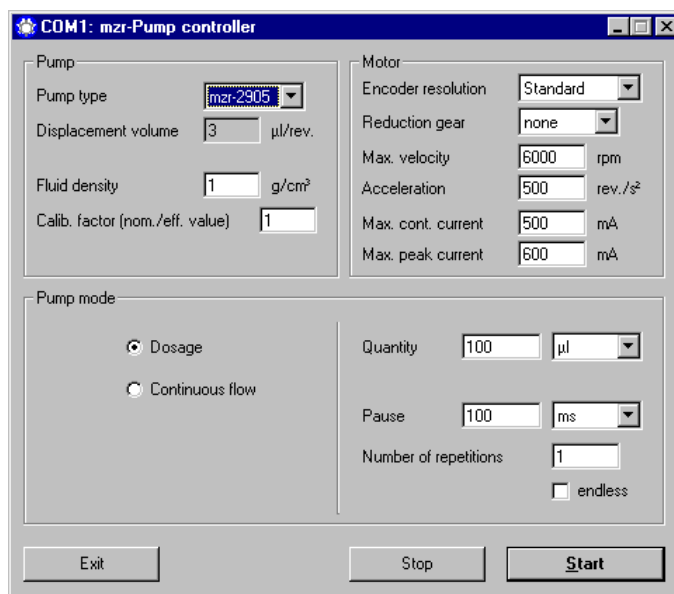 COM1: mzr-Pump controller
Pump
Pump type mzr-2905
Displacement volume 3 µl/rev.
Fluid density 1 g/cm³
Calib. factor (nom./eff. value) 1
Motor
Encoder resolution Standard
Reduction gear none
Max. velocity 6000 rpm
Acceleration 500 rev./s²
Max. cont. current 500 mA
Max. peak current 600 mA
Pump mode
Dosage
Continuous flow
Quantity 100 µl
Pause 100 ms
Number of repetitions 1
endless
Exit Stop Start